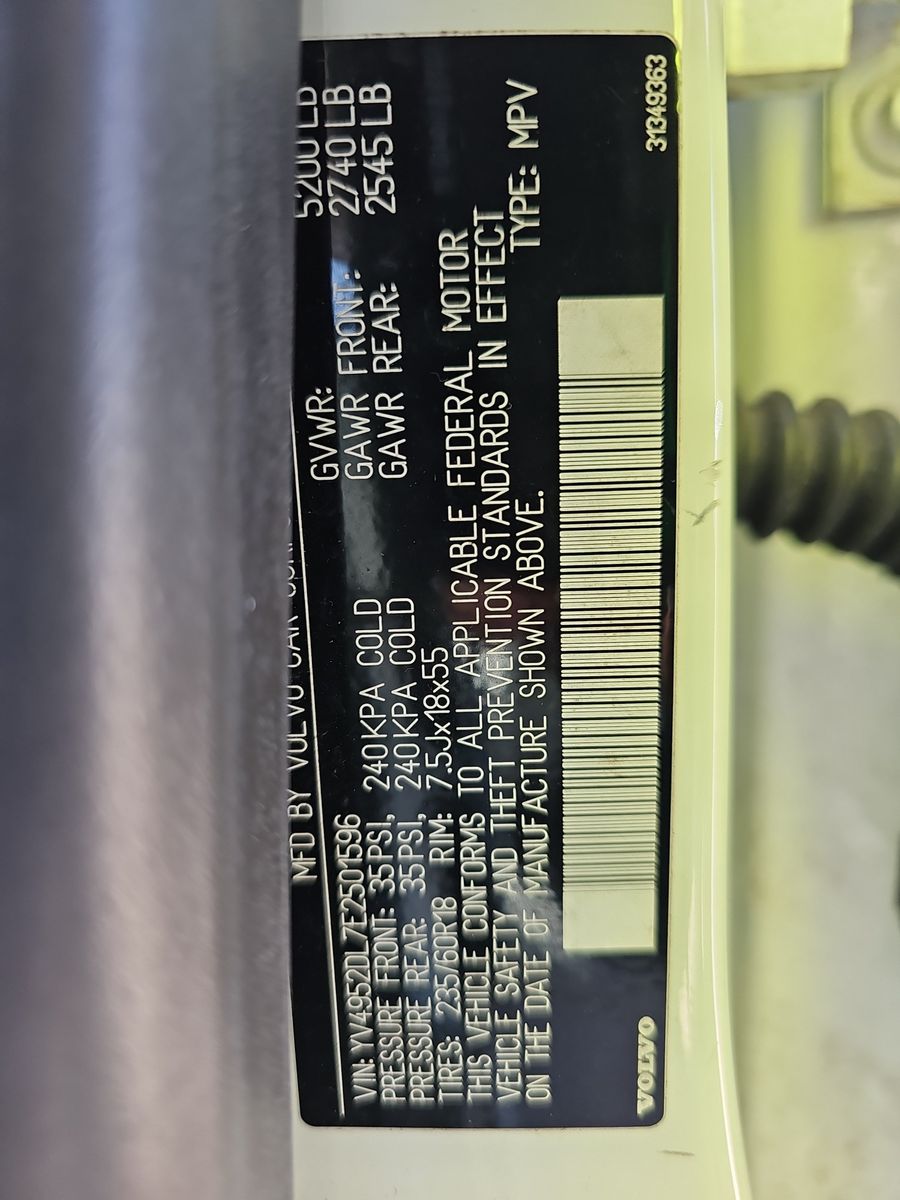 MFD BY VOLVO CAR
GVWR: 5200 LB
VIN: YV4952DL7E2501596 GAWR FRONT: 2740 LB
PRESSURE FRONT: 35PSI, 240KPA COLD GAWR REAR: 2545 LB
PRESSURE REAR: 35PSI, 240KPA COLD
TIRES: 235/60R18 RIM: 7.5Jx18x55
THIS VEHICLE CONFORMS TO ALL APPLICABLE FEDERAL MOTOR
VEHICLE SAFETY AND THEFT PREVENTION STANDARDS IN EFFECT
ON THE DATE OF MANUFACTURE SHOWN ABOVE. TYPE: MPV
VOLVO 31349363